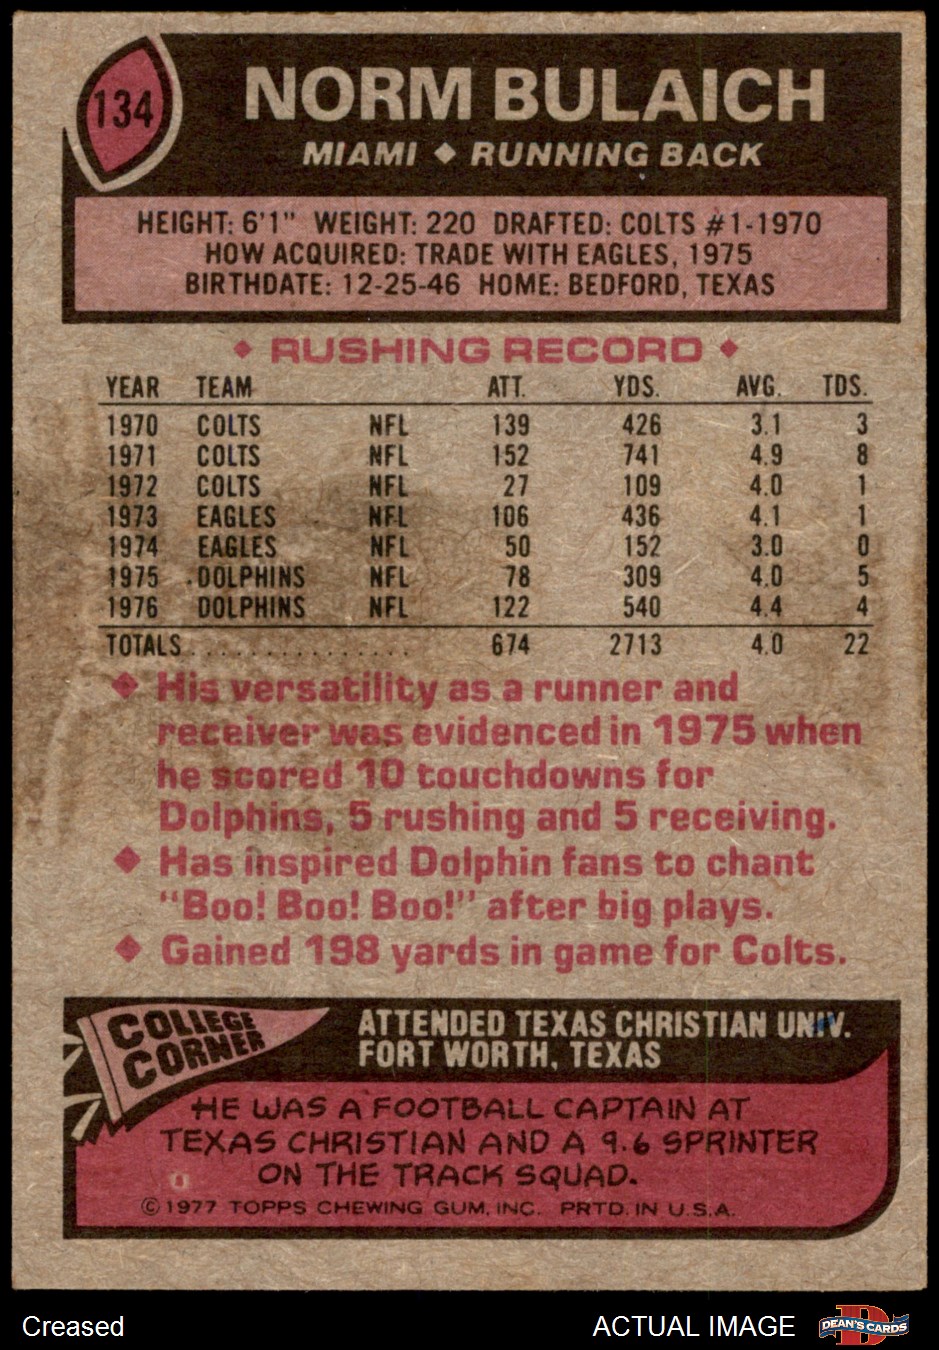 134
NORM BULAICH
MIAMI ◆ RUNNING BACK
HEIGHT: 6'1" WEIGHT: 220 DRAFTED: COLTS #1-1970
HOW ACQUIRED: TRADE WITH EAGLES, 1975
BIRTHDATE: 12-25-46 HOME: BEDFORD, TEXAS
◆ RUSHING RECORD ◆
YEAR TEAM ATT. YDS. AVG. TDS.
1970 COLTS NFL 139 426 3.1 3
1971 COLTS NFL 152 741 4.9 8
1972 COLTS NFL 27 109 4.0 1
1973 EAGLES NFL 106 436 4.1 1
1974 EAGLES NFL 50 152 3.0 0
1975 DOLPHINS NFL 78 309 4.0 5
1976 DOLPHINS NFL 122 540 4.4 4
TOTALS . . . . . . . . . . . . . . . 674 2713 4.0 22
◆ His versatility as a runner and
receiver was evidenced in 1975 when
he scored 10 touchdowns for
Dolphins, 5 rushing and 5 receiving.
◆ Has inspired Dolphin fans to chant
"Boo! Boo! Boo!" after big plays.
◆ Gained 198 yards in game for Colts.
COLLEGE
CORNER
ATTENDED TEXAS CHRISTIAN UNIV.
FORT WORTH, TEXAS
HE WAS A FOOTBALL CAPTAIN AT
TEXAS CHRISTIAN AND A 9.6 SPRINTER
ON THE TRACK SQUAD.
©1977 TOPPS CHEWING GUM, INC. PRTD. IN U.S.A.
Creased
ACTUAL IMAGE
D
DEAN'S CARDS